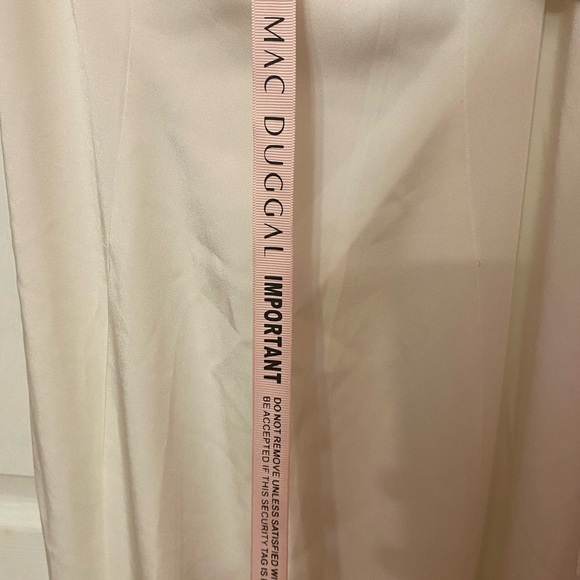 MAC DUGGAL IMPORTANT
DO NOT REMOVE UNLESS SATISFIED
BE ACCEPTED IF THIS SECURITY TAG IS